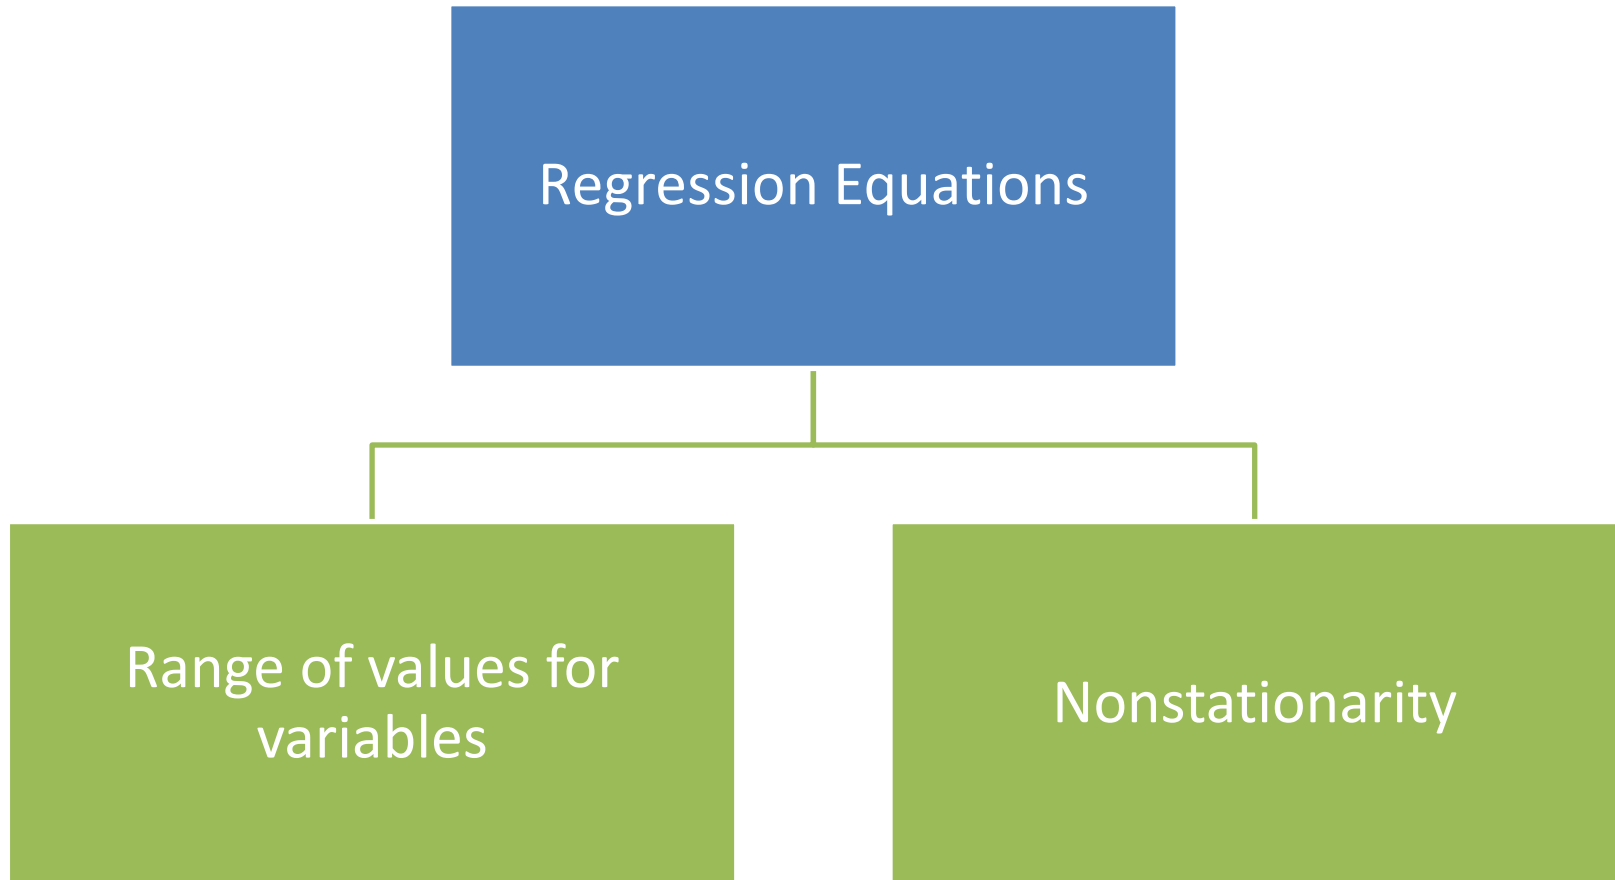 Regression Equations
Range of values for
variables
Nonstationarity